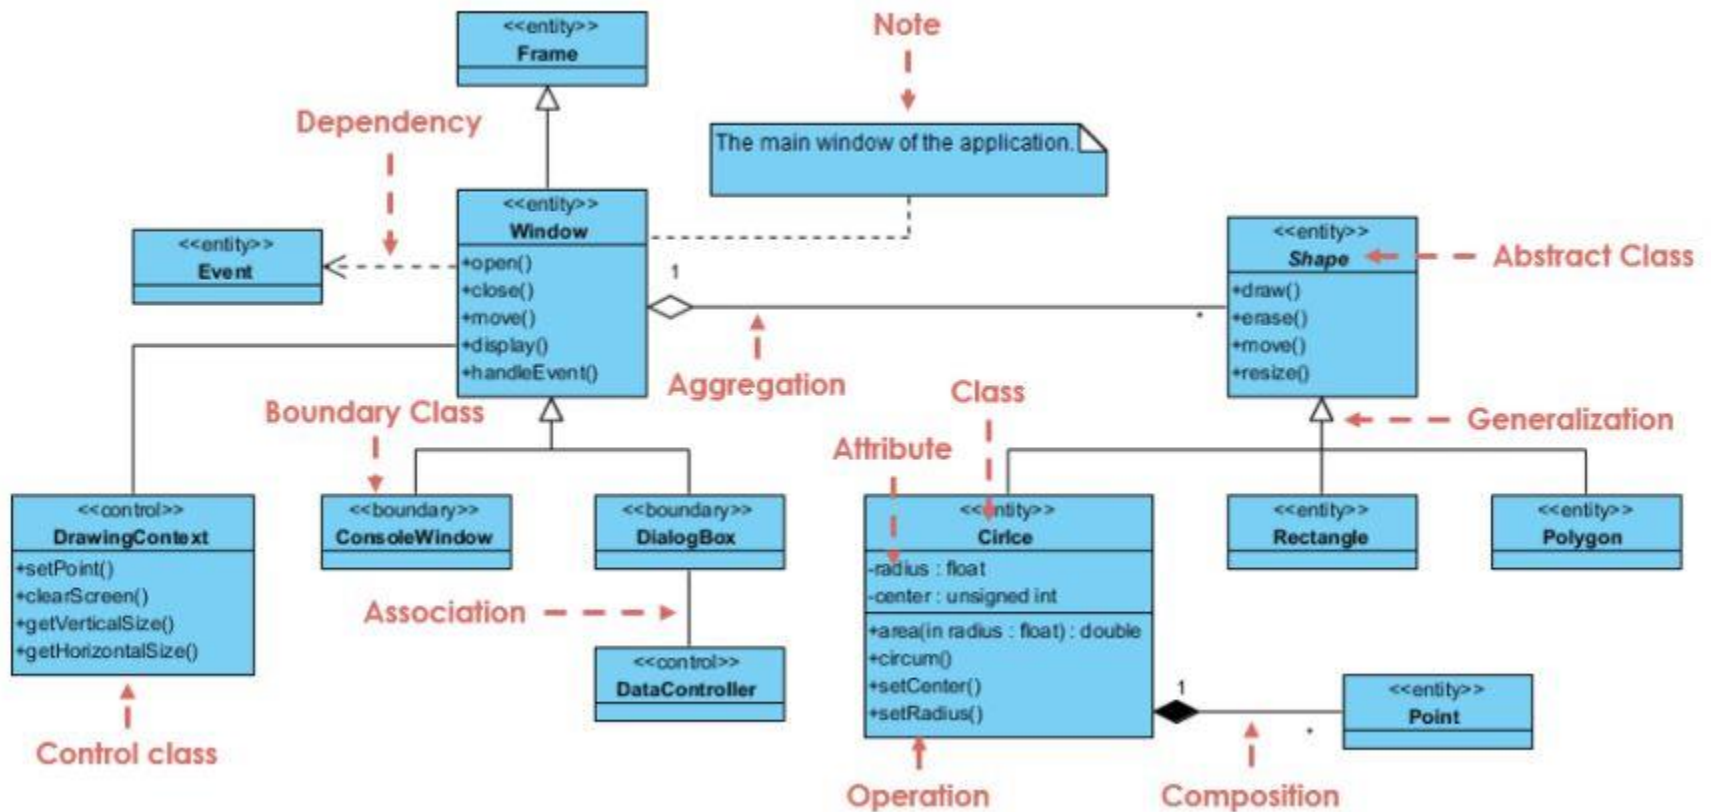 <<entity>>
Frame
Note
Dependency
The main window of the application.
<<entity>>
Window
+open()
+close()
+move()
+display()
+handleEvent()
<<entity>>
Event
1
*
Aggregation
<<entity>>
Shape
+draw()
+erase()
+move()
+resize()
Abstract Class
Generalization
Boundary Class
Class
Attribute
<<control>>
DrawingContext
+setPoint()
+clearScreen()
+getVerticalSize()
+getHorizontalSize()
Control class
<<boundary>>
ConsoleWindow
<<boundary>>
DialogBox
Association
<<control>>
DataController
<<entity>>
Cirlce
-radius : float
-center : unsigned int
+area(in radius : float) : double
+circum()
+setCenter()
+setRadius()
Operation
<<entity>>
Rectangle
<<entity>>
Polygon
1
*
<<entity>>
Point
Composition